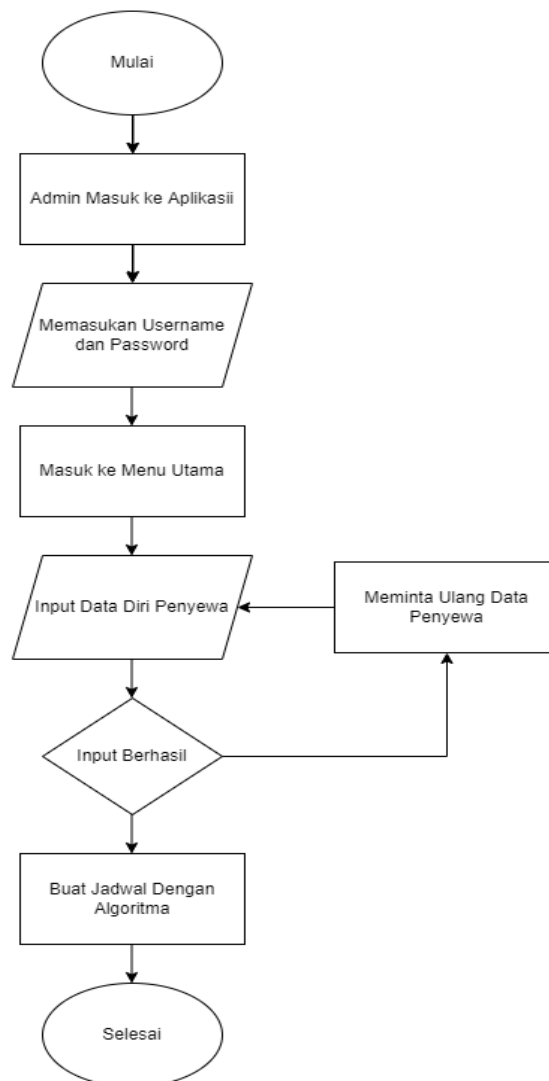 Mulai
Admin Masuk ke Aplikasii
Memasukan Username
dan Password
Masuk ke Menu Utama
Input Data Diri Penyewa
Meminta Ulang Data
Penyewa
Input Berhasil
Buat Jadwal Dengan
Algoritma
Selesai